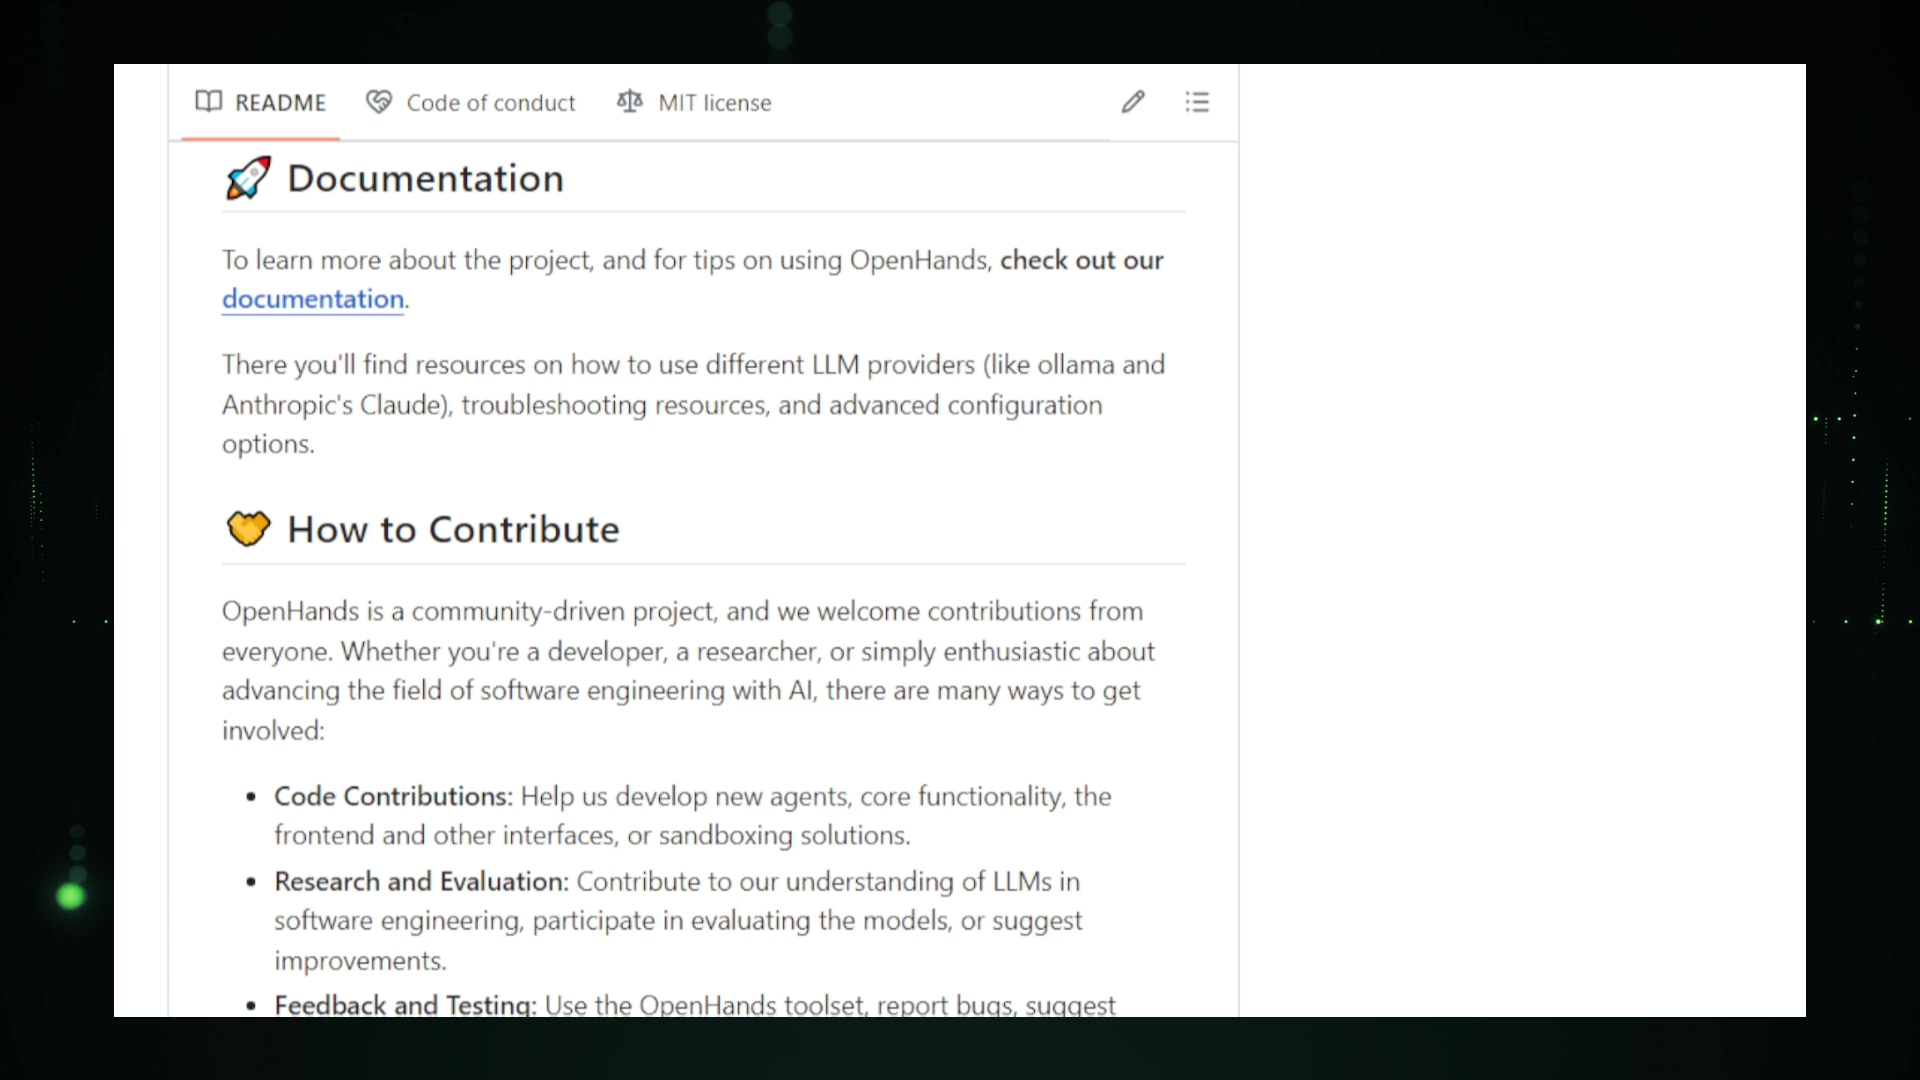 README Code of conduct MIT license
Documentation
To learn more about the project, and for tips on using OpenHands, check out our
documentation.
There you'll find resources on how to use different LLM providers (like ollama and
Anthropic's Claude), troubleshooting resources, and advanced configuration
options.
How to Contribute
OpenHands is a community-driven project, and we welcome contributions from
everyone. Whether you're a developer, a researcher, or simply enthusiastic about
advancing the field of software engineering with AI, there are many ways to get
involved:
• Code Contributions: Help us develop new agents, core functionality, the
frontend and other interfaces, or sandboxing solutions.
• Research and Evaluation: Contribute to our understanding of LLMs in
software engineering, participate in evaluating the models, or suggest
improvements.
• Feedback and Testing: Use the OpenHands toolset, report bugs, suggest